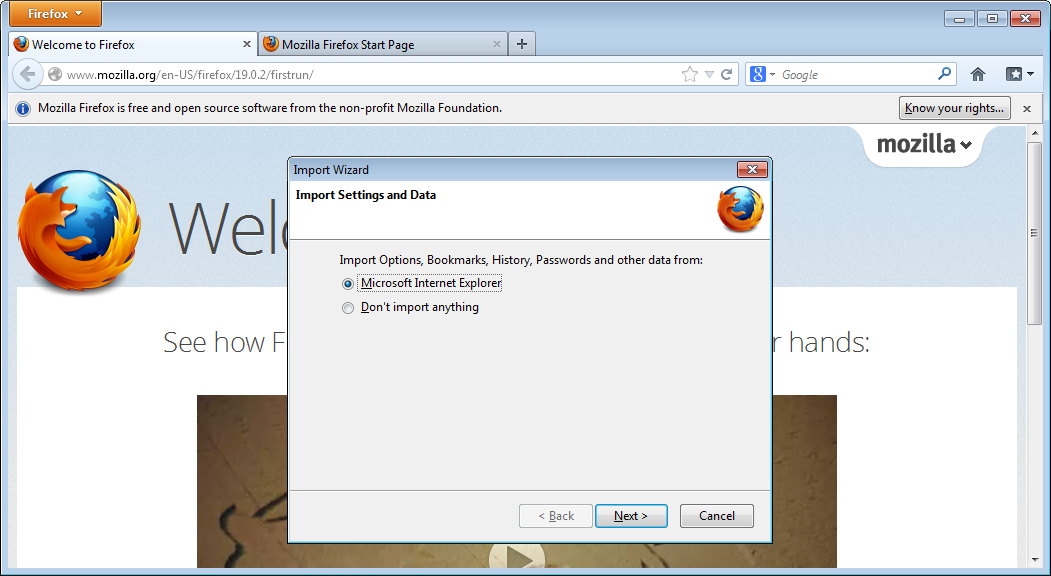 Firefox
Welcome to Firefox
Mozilla Firefox Start Page
www.mozilla.org/en-US/firefox/19.0.2/firstrun/
Google
Mozilla Firefox is free and open source software from the non-profit Mozilla Foundation.
Know your rights...
mozilla
Import Wizard
Import Settings and Data
Import Options, Bookmarks, History, Passwords and other data from:
Microsoft Internet Explorer
Don't import anything
See how F
r hands:
< Back
Next >
Cancel